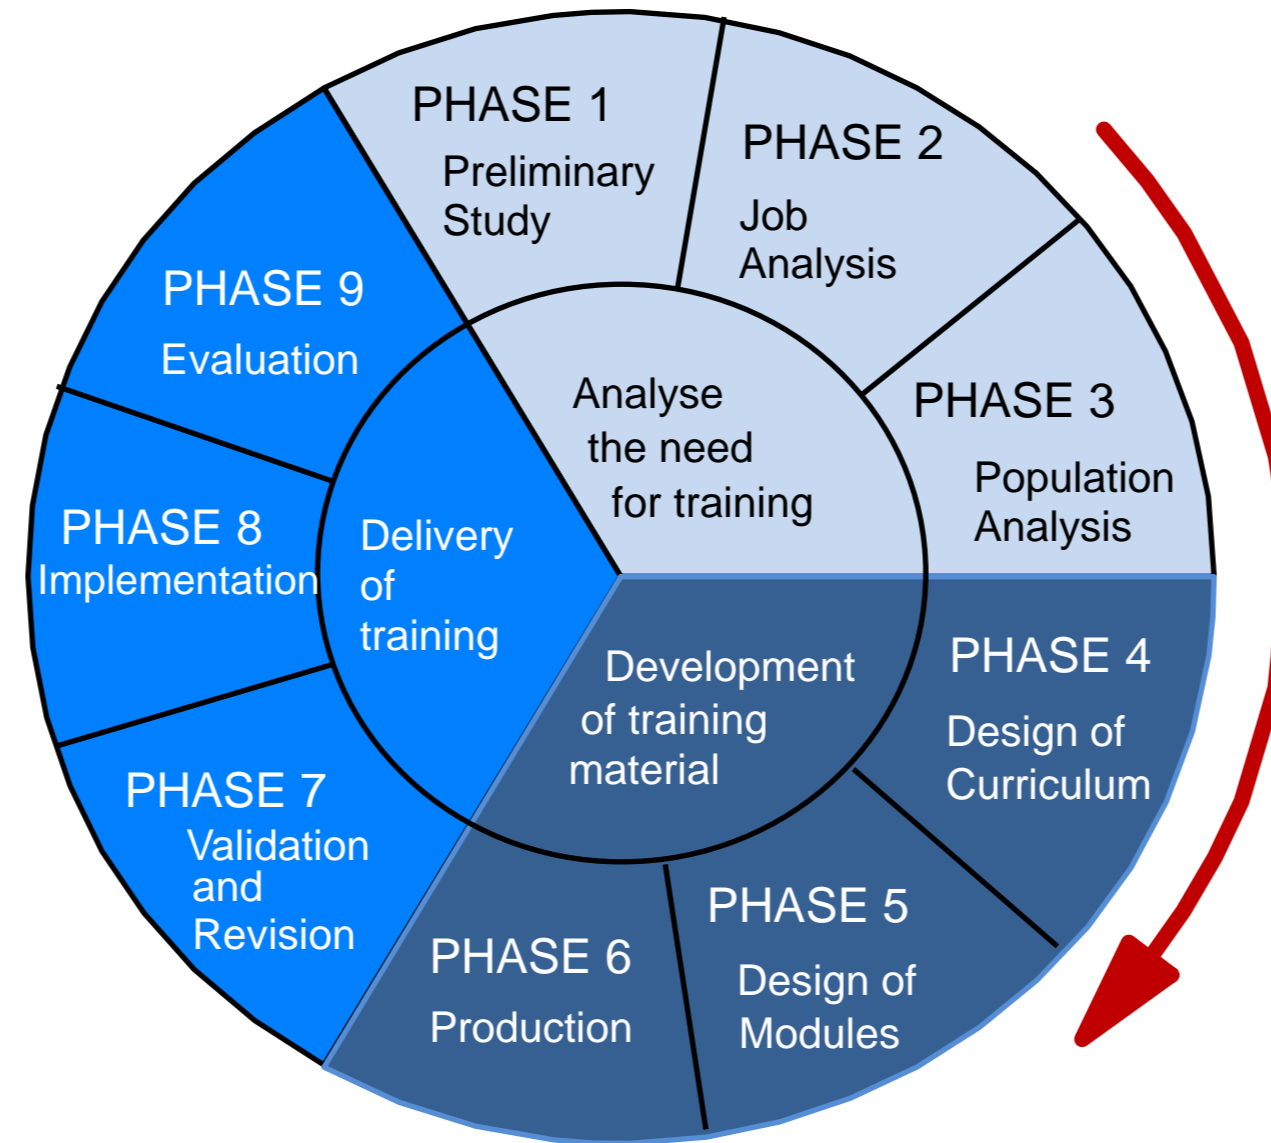 PHASE 1
Preliminary
Study
PHASE 2
Job
Analysis
PHASE 3
Population
Analysis
Analyse
the need
for training
PHASE 4
Design of
Curriculum
PHASE 5
Design of
Modules
PHASE 6
Production
Development
of training
material
PHASE 7
Validation
and
Revision
PHASE 8
Implementation
PHASE 9
Evaluation
Delivery
of
training